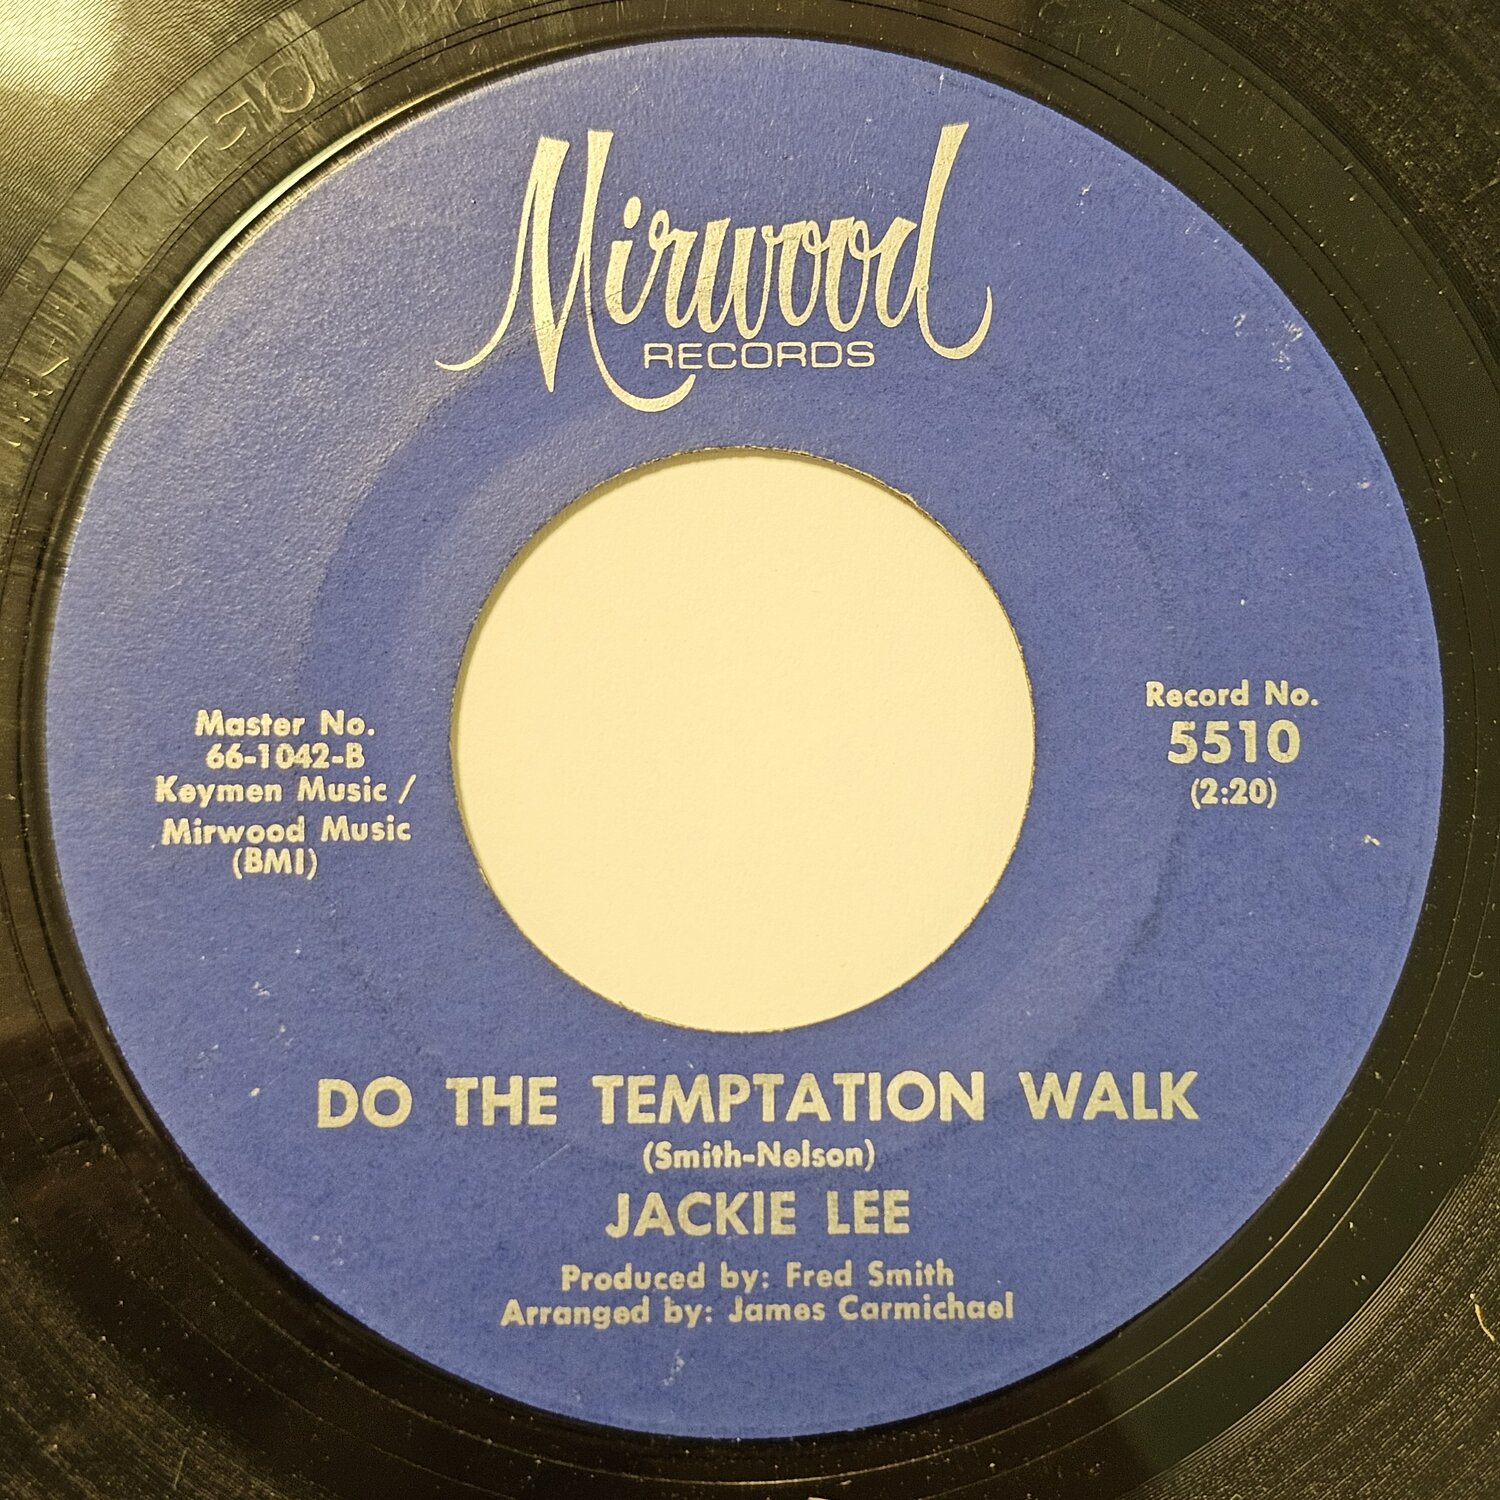 Mirwood
RECORDS
Master No.
66-1042-B
Keymen Music /
Mirwood Music
(BMI)
Record No.
5510
(2:20)
DO THE TEMPTATION WALK
(Smith-Nelson)
JACKIE LEE
Produced by: Fred Smith
Arranged by: James Carmichael